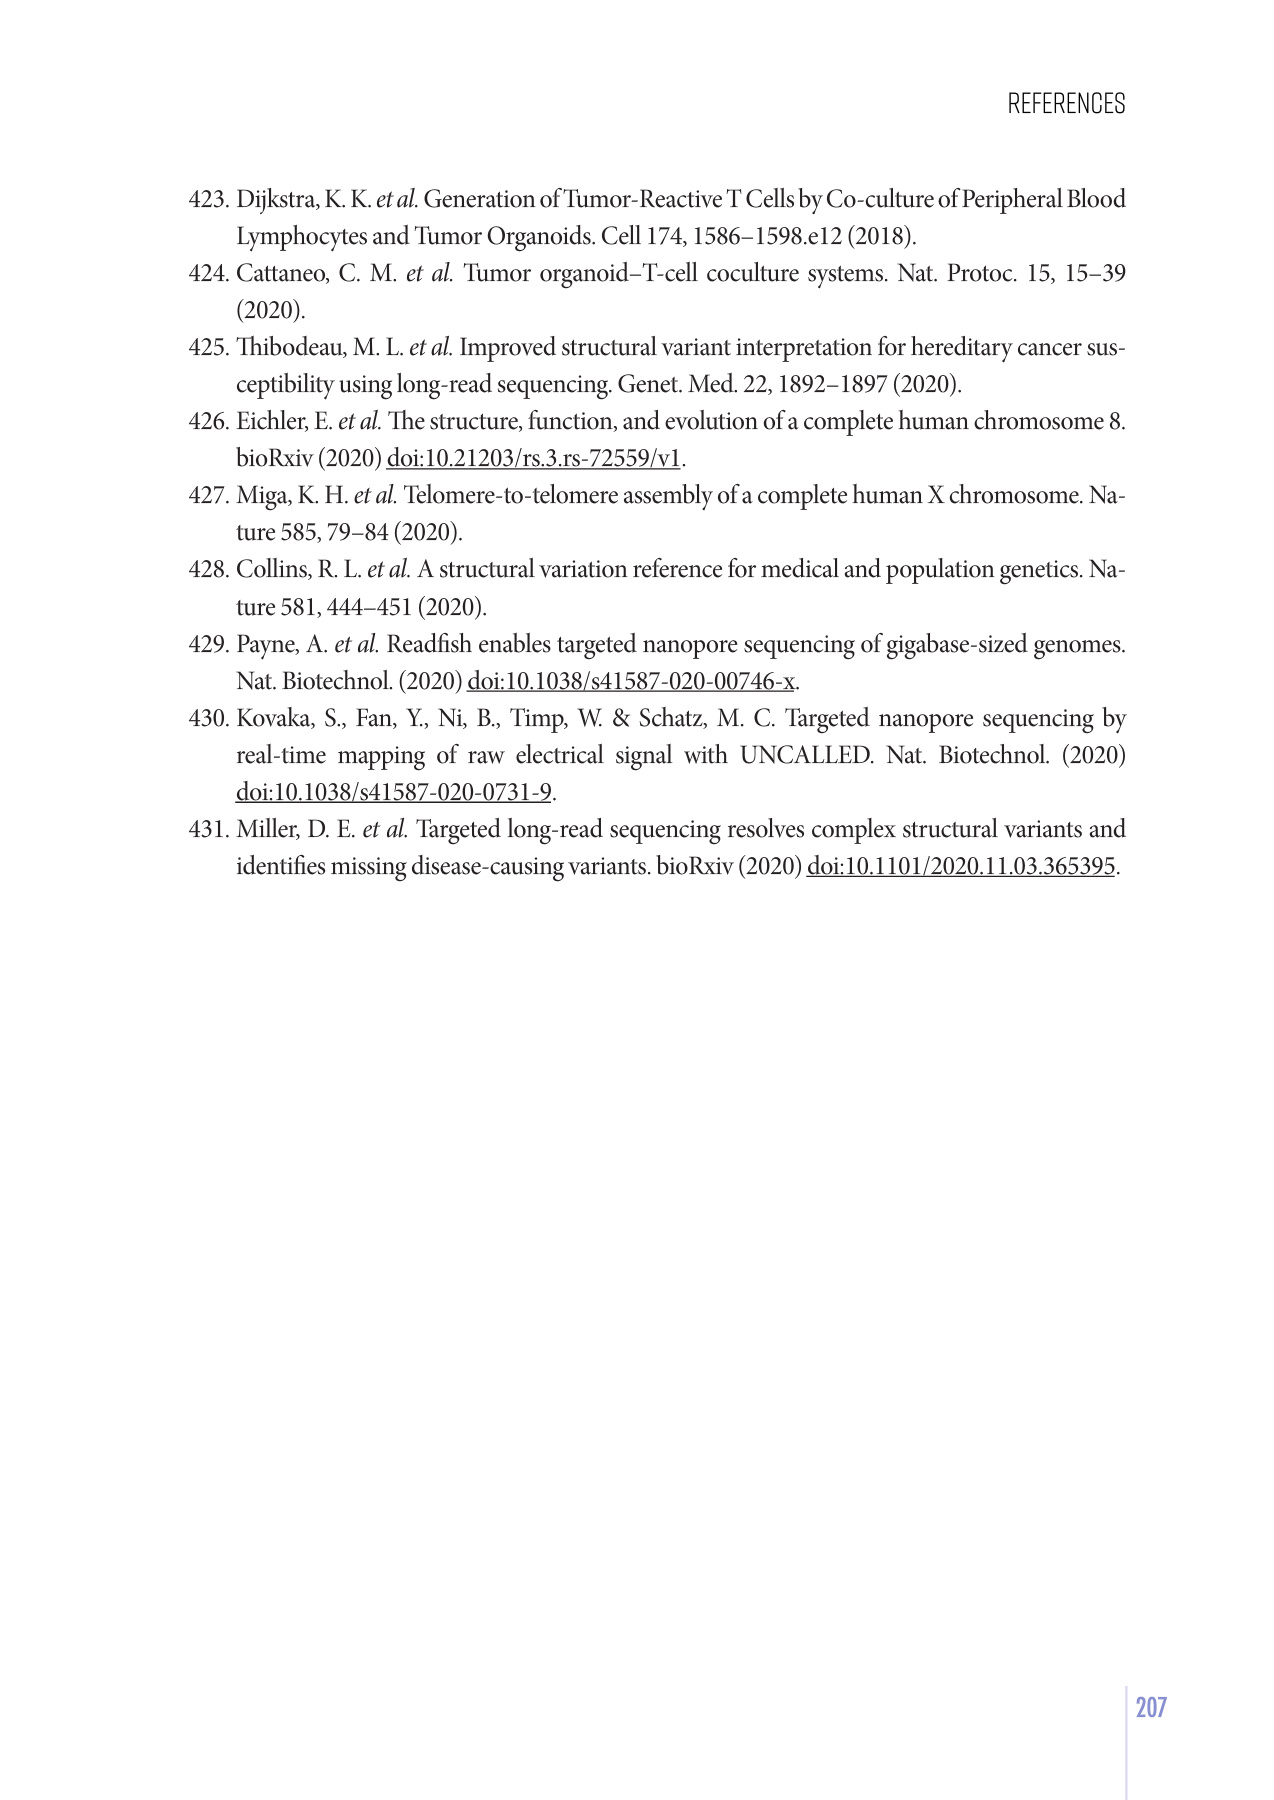 REFERENCES
423. Dijkstra, K. K. et al. Generation of Tumor-Reactive T Cells by Co-culture of Peripheral Blood
Lymphocytes and Tumor Organoids. Cell 174, 1586–1598.e12 (2018).
424. Cattaneo, C. M. et al. Tumor organoid–T-cell coculture systems. Nat. Protoc. 15, 15–39
(2020).
425. Thibodeau, M. L. et al. Improved structural variant interpretation for hereditary cancer sus-
ceptibility using long-read sequencing. Genet. Med. 22, 1892–1897 (2020).
426. Eichler, E. et al. The structure, function, and evolution of a complete human chromosome 8.
bioRxiv (2020) doi:10.21203/rs.3.rs-72559/v1.
427. Miga, K. H. et al. Telomere-to-telomere assembly of a complete human X chromosome. Na-
ture 585, 79–84 (2020).
428. Collins, R. L. et al. A structural variation reference for medical and population genetics. Na-
ture 581, 444–451 (2020).
429. Payne, A. et al. Readfish enables targeted nanopore sequencing of gigabase-sized genomes.
Nat. Biotechnol. (2020) doi:10.1038/s41587-020-00746-x.
430. Kovaka, S., Fan, Y., Ni, B., Timp, W. & Schatz, M. C. Targeted nanopore sequencing by
real-time mapping of raw electrical signal with UNCALLED. Nat. Biotechnol. (2020)
doi:10.1038/s41587-020-0731-9.
431. Miller, D. E. et al. Targeted long-read sequencing resolves complex structural variants and
identifies missing disease-causing variants. bioRxiv (2020) doi:10.1101/2020.11.03.365395.
207